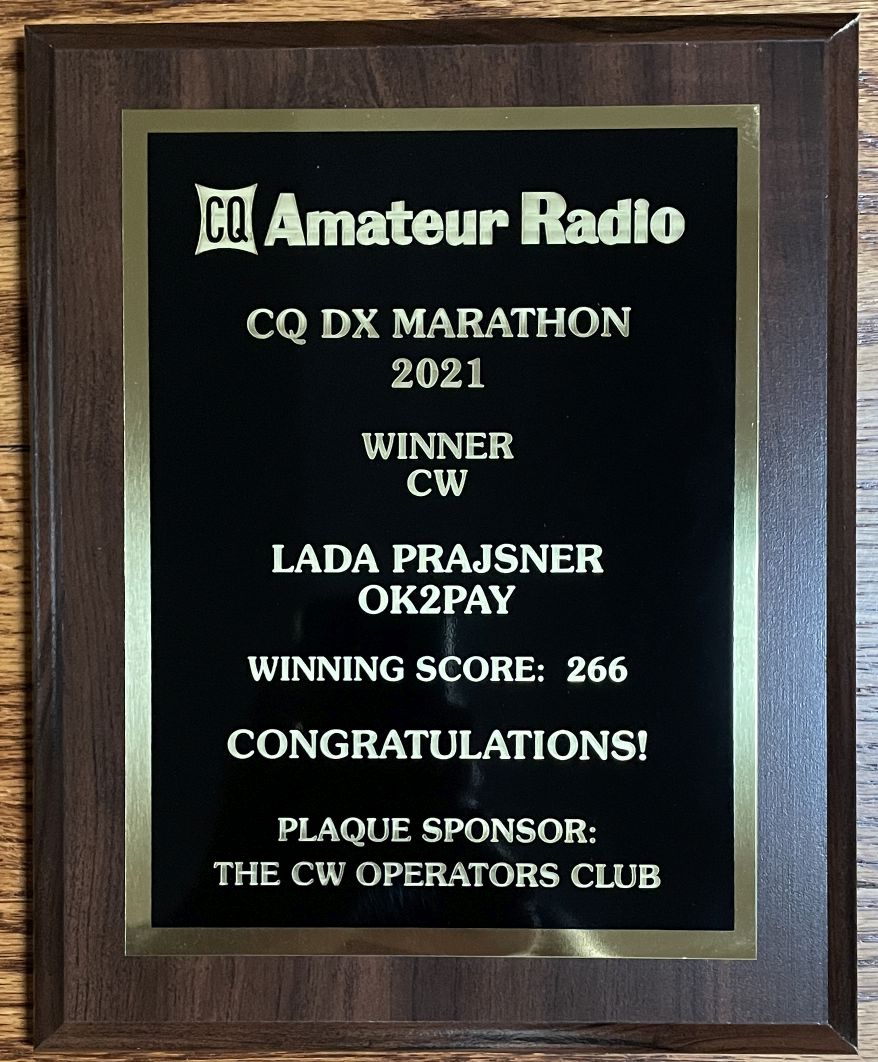 CQ Amateur Radio
CQ DX MARATHON
2021
WINNER
CW
LADA PRAJSNER
OK2PAY
WINNING SCORE: 266
CONGRATULATIONS!
PLAQUE SPONSOR:
THE CW OPERATORS CLUB